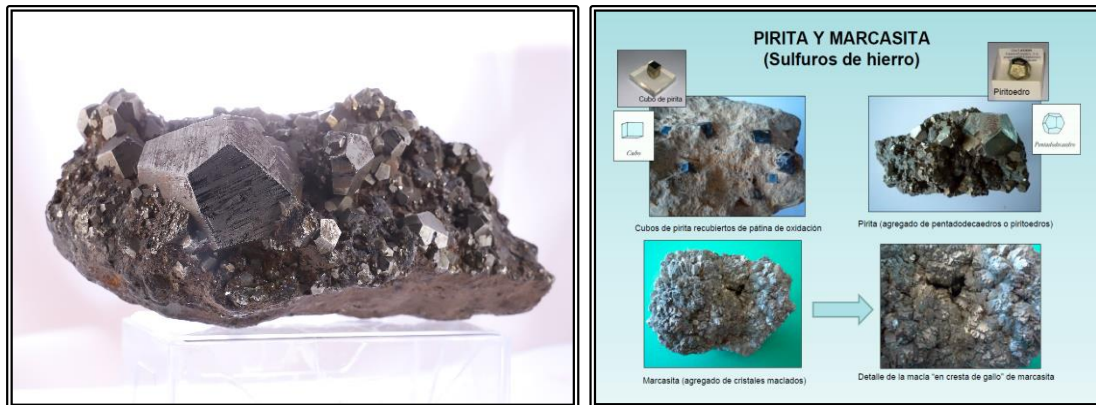 PIRITA Y MARCASITA
(Sulfuros de hierro)
Cubo de pirita
Piritoedro
Cubo
Pentadodecaedro
Cubos de pirita recubiertos de pátina de oxidación
Pirita (agregado de pentadodecaedros o piritoedros)
Marcasita (agregado de cristales maclados)
Detalle de la macla "en cresta de gallo" de marcasita